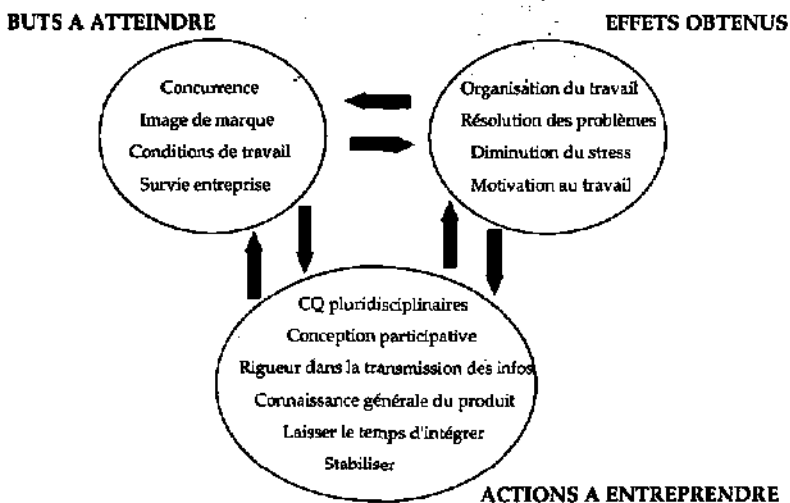 BUTS A ATTEINDRE
EFFETS OBTENUS
Concurrence
Image de marque
Conditions de travail
Survie entreprise
Organisation du travail
Résolution des problèmes
Diminution du stress
Motivation au travail
CQ pluridisciplinaires
Conception participative
Rigueur dans la transmission des infos
Connaissance générale du produit
Laisser le temps d'intégrer
Stabiliser
ACTIONS A ENTREPRENDRE